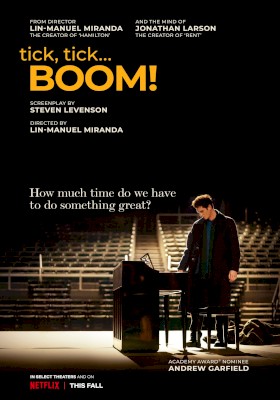 FROM DIRECTOR
LIN-MANUEL MIRANDA
THE CREATOR OF 'HAMILTON'
AND THE MIND OF
JONATHAN LARSON
THE CREATOR OF 'RENT'
tick, tick...
BOOM!
SCREENPLAY BY
STEVEN LEVENSON
DIRECTED BY
LIN-MANUEL MIRANDA
How much time do we have
to do something great?
ACADEMY AWARD® NOMINEE
ANDREW GARFIELD
IN SELECT THEATERS AND ON
NETFLIX | THIS FALL